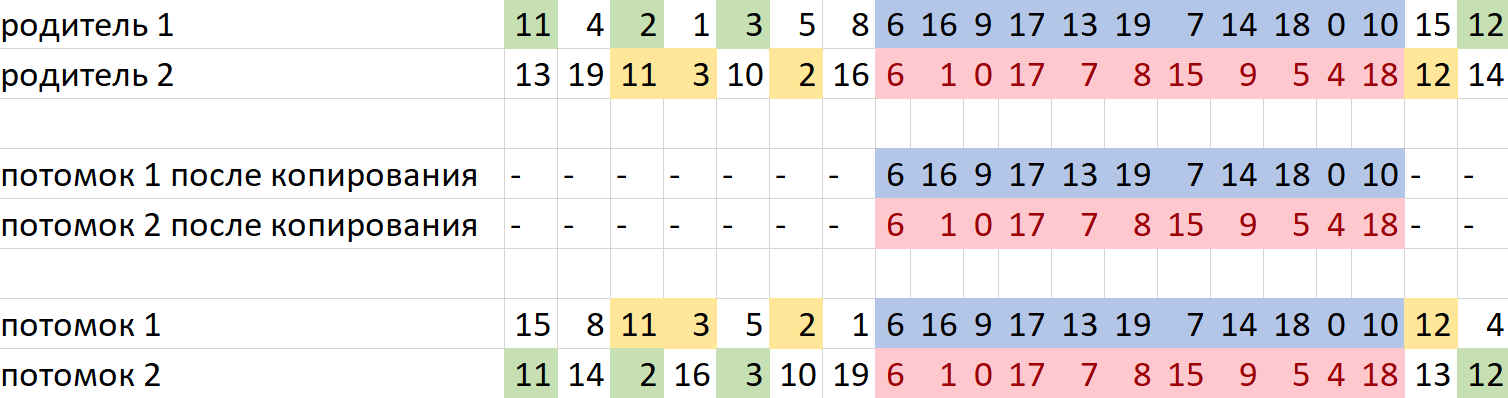 родитель 1 11 4 2 1 3 5 8 6 16 9 17 13 19 7 14 18 0 10 15 12
родитель 2 13 19 11 3 10 2 16 6 1 0 17 7 8 15 9 5 4 18 12 14
потомок 1 после копирования - - - - - - - 6 16 9 17 13 19 7 14 18 0 10 - -
потомок 2 после копирования - - - - - - - 6 1 0 17 7 8 15 9 5 4 18 - -
потомок 1 15 8 11 3 5 2 1 6 16 9 17 13 19 7 14 18 0 10 12 4
потомок 2 11 14 2 16 3 10 19 6 1 0 17 7 8 15 9 5 4 18 13 12